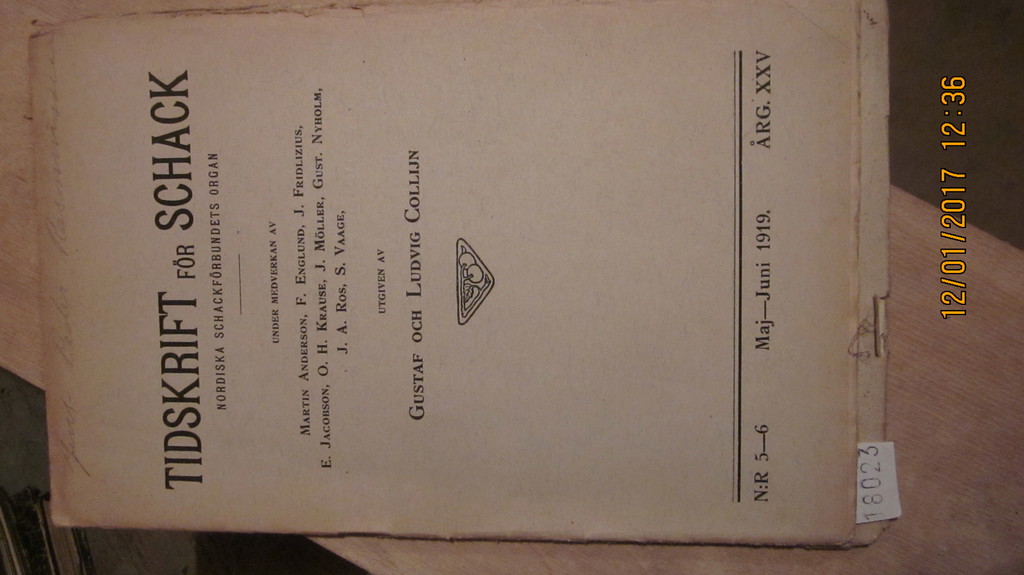 TIDSKRIFT FÖR SCHACK
NORDISKA SCHACKFÖRBUNDETS ORGAN
UNDER MEDVERKAN AV
MARTIN ANDERSON, F. ENGLUND, J. FRIDLIZIUS,
E. JACOBSON, O. H. KRAUSE, J. MÖLLER, GUST. NYHOLM,
J. A. ROS, S. VAAGE,
UTGIVEN AV
GUSTAF OCH LUDVIG COLLIJN
N:R 5—6 Maj—Juni 1919. ÅRG. XXV
18023
12/01/2017 12:36